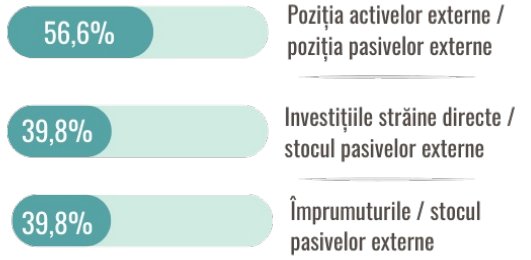 56,6%
Poziția activelor externe /
poziția pasivelor externe
39,8%
Investițiile străine directe /
stocul pasivelor externe
39,8%
Împrumuturile / stocul
pasivelor externe